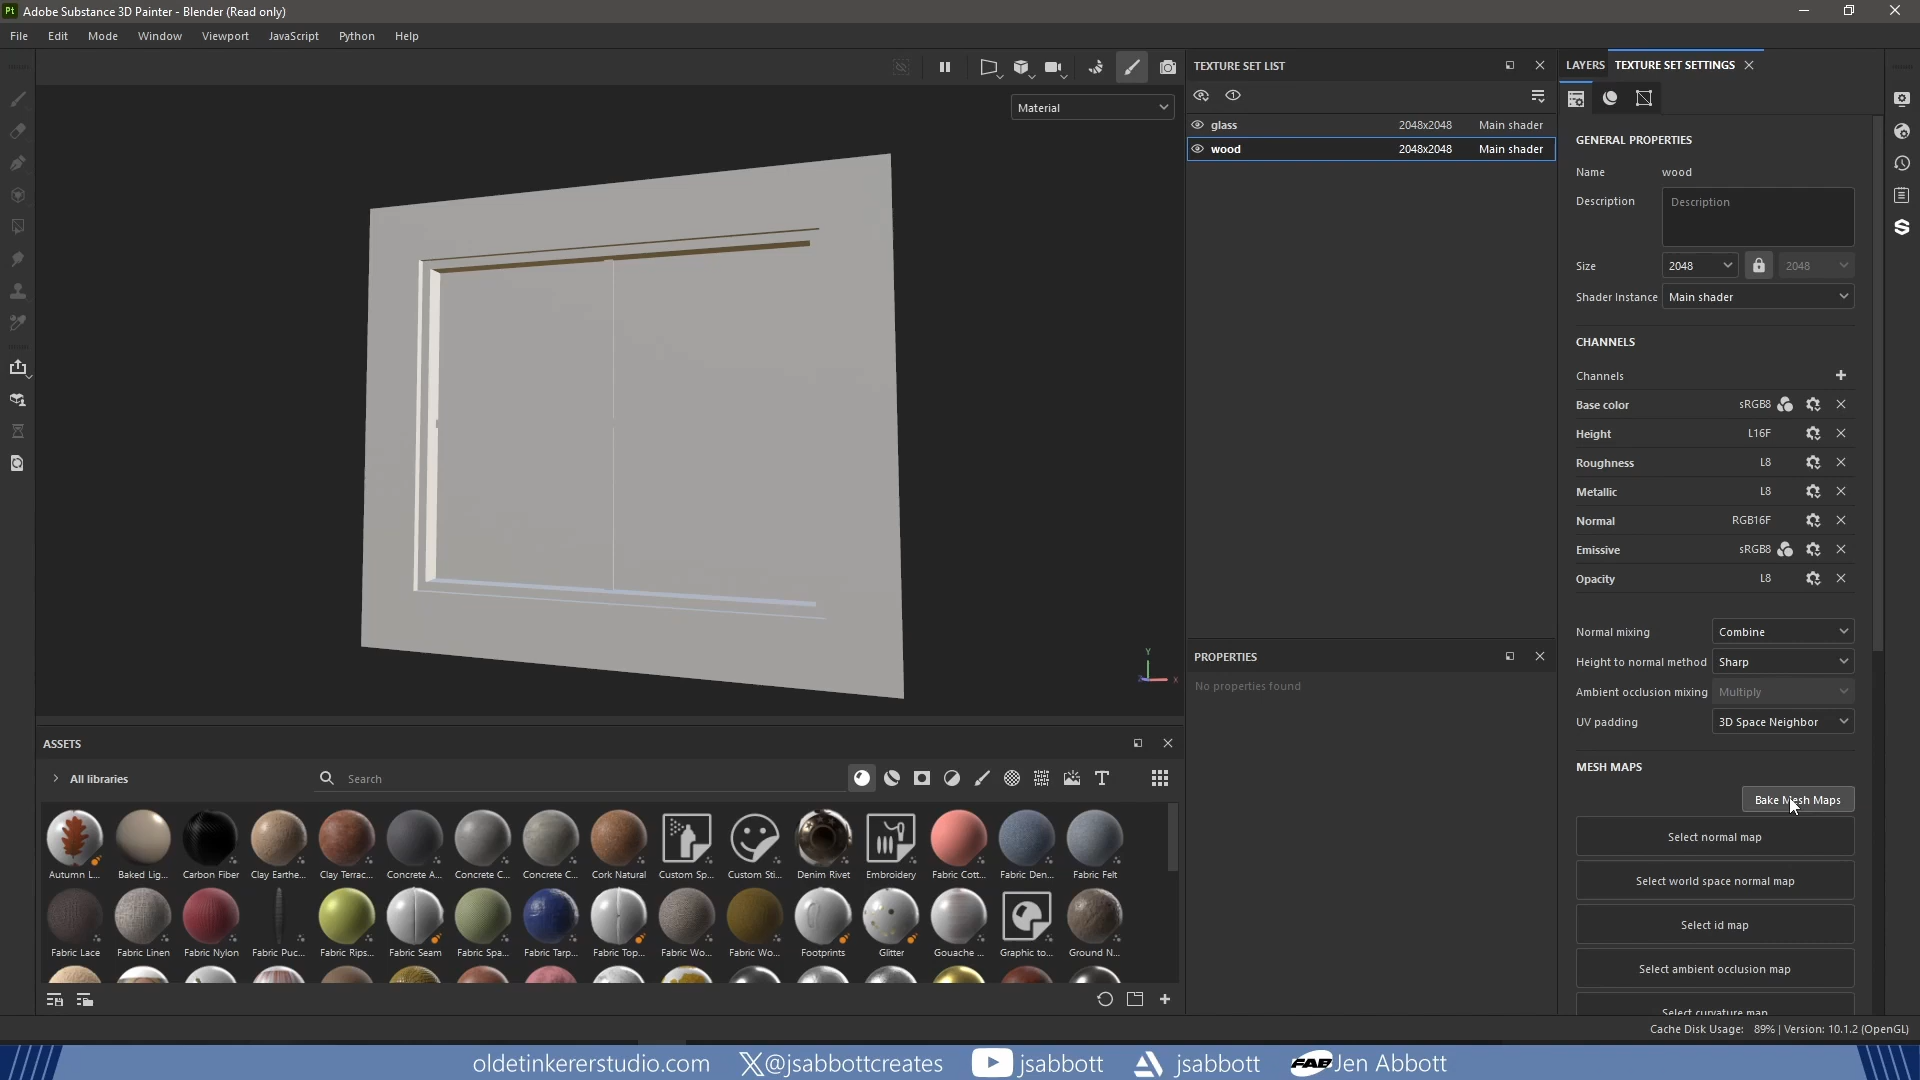 Pt Adobe Substance 3D Painter - Blender (Read only)
File Edit Mode Window Viewport JavaScript Python Help
Material
Y
X
TEXTURE SET LIST
glass 2048x2048 Main shader
wood 2048x2048 Main shader
PROPERTIES
No properties found
LAYERS TEXTURE SET SETTINGS
GENERAL PROPERTIES
Name wood
Description Description
Size 2048 2048
Shader Instance Main shader
CHANNELS
Channels
Base color sRGB8
Height L16F
Roughness L8
Metallic L8
Normal RGB16F
Emissive sRGB8
Opacity L8
Normal mixing Combine
Height to normal method Sharp
Ambient occlusion mixing Multiply
UV padding 3D Space Neighbor
MESH MAPS
Bake Mesh Maps
Select normal map
Select world space normal map
Select id map
Select ambient occlusion map
Select curvature map
ASSETS
All libraries Search
Autumn L... Baked Lig... Carbon Fiber Clay Earthe... Clay Terrac... Concrete A... Concrete C... Concrete C... Cork Natural Custom Sp... Custom Sti... Denim Rivet Embroidery Fabric Cott... Fabric Den... Fabric Felt
Fabric Lace Fabric Linen Fabric Nylon Fabric Puc... Fabric Rips... Fabric Seam Fabric Spa... Fabric Tarp... Fabric Top... Fabric Wo... Fabric Wo... Footprints Glitter Gouache ... Graphic to... Ground N...
Cache Disk Usage: 89% | Version: 10.1.2 (OpenGL)
oldetinkererstudio.com X@jsabbottcreates jsabbott jsabbott FAB Jen Abbott